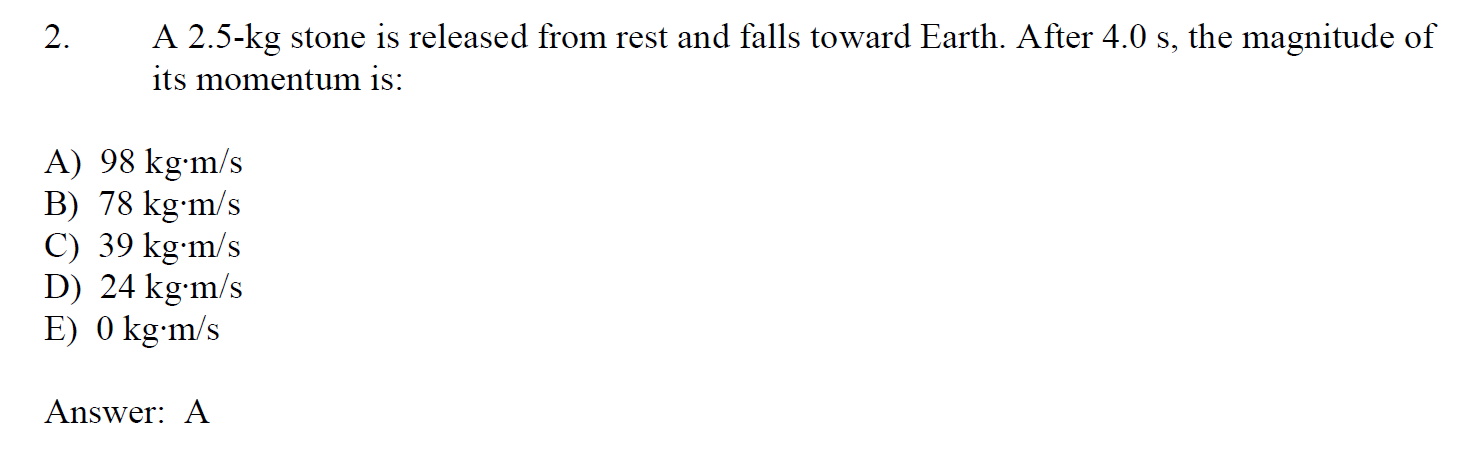 2. A 2.5-kg stone is released from rest and falls toward Earth. After 4.0 s, the magnitude of
its momentum is:
A) 98 kg·m/s
B) 78 kg·m/s
C) 39 kg·m/s
D) 24 kg·m/s
E) 0 kg·m/s
Answer: A